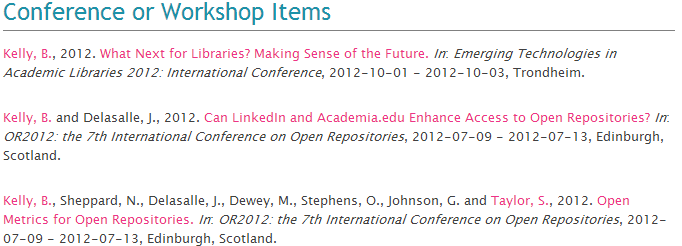 Conference or Workshop Items
Kelly, B., 2012. What Next for Libraries? Making Sense of the Future. In: Emerging Technologies in
Academic Libraries 2012: International Conference, 2012-10-01 - 2012-10-03, Trondheim.
Kelly, B. and Delasalle, J., 2012. Can LinkedIn and Academia.edu Enhance Access to Open Repositories? In:
OR2012: the 7th International Conference on Open Repositories, 2012-07-09 - 2012-07-13, Edinburgh,
Scotland.
Kelly, B., Sheppard, N., Delasalle, J., Dewey, M., Stephens, O., Johnson, G. and Taylor, S., 2012. Open
Metrics for Open Repositories. In: OR2012: the 7th International Conference on Open Repositories, 2012-
07-09 - 2012-07-13, Edinburgh, Scotland.